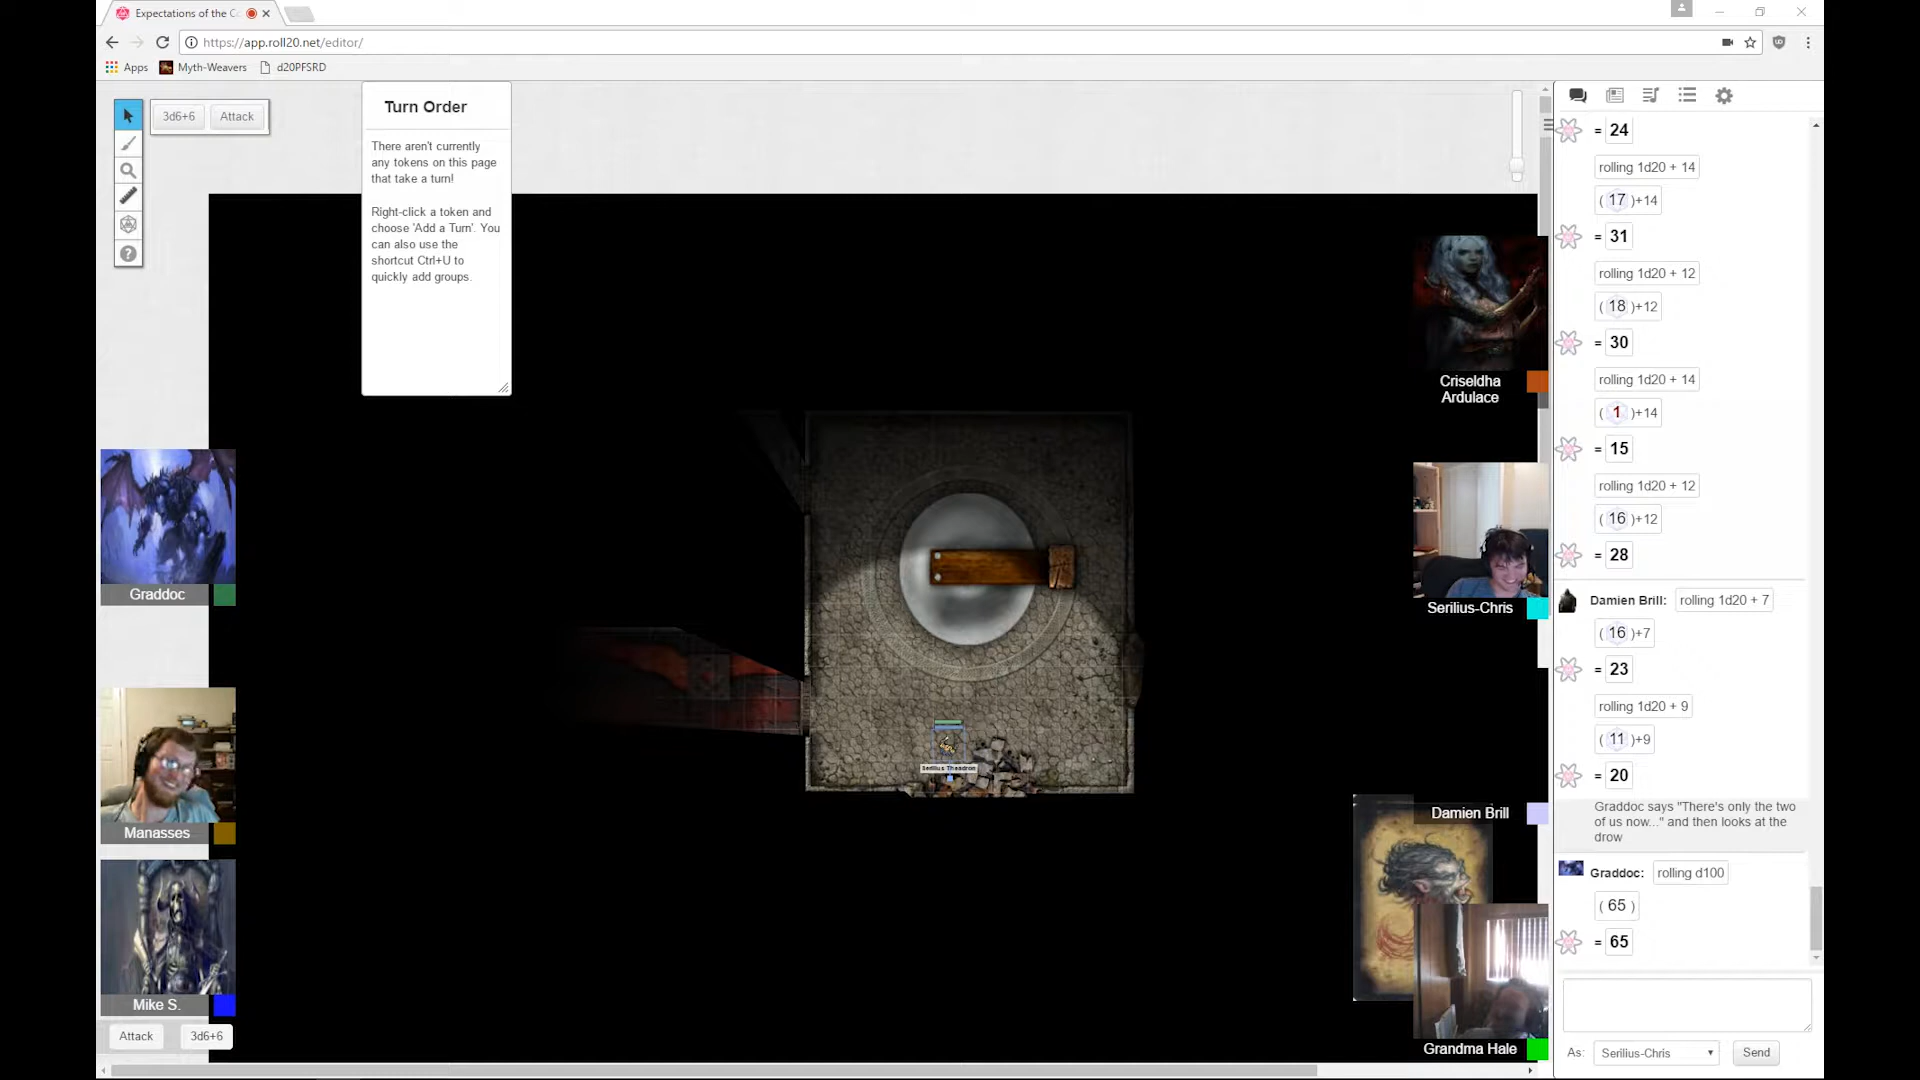 Expectations of the C
https://app.roll20.net/editor/
Apps
Myth-Weavers
d20PFSRD
3d6+6
Attack
Turn Order
There aren't currently
any tokens on this page
that take a turn!
Right-click a token and
choose 'Add a Turn'. You
can also use the
shortcut Ctrl+U to
quickly add groups.
Graddoc
Manasses
Mike S.
Attack
3d6+6
Serilius Theadron
Criseldha
Ardulace
Serilius-Chris
Damien Brill
Grandma Hale
= 24
rolling 1d20 + 14
(17)+14
= 31
rolling 1d20 + 12
(18)+12
= 30
rolling 1d20 + 14
(1)+14
= 15
rolling 1d20 + 12
(16)+12
= 28
Damien Brill: rolling 1d20 + 7
(16)+7
= 23
rolling 1d20 + 9
(11)+9
= 20
Graddoc says "There's only the two
of us now..." and then looks at the
drow
Graddoc: rolling d100
(65)
= 65
As: Serilius-Chris
Send